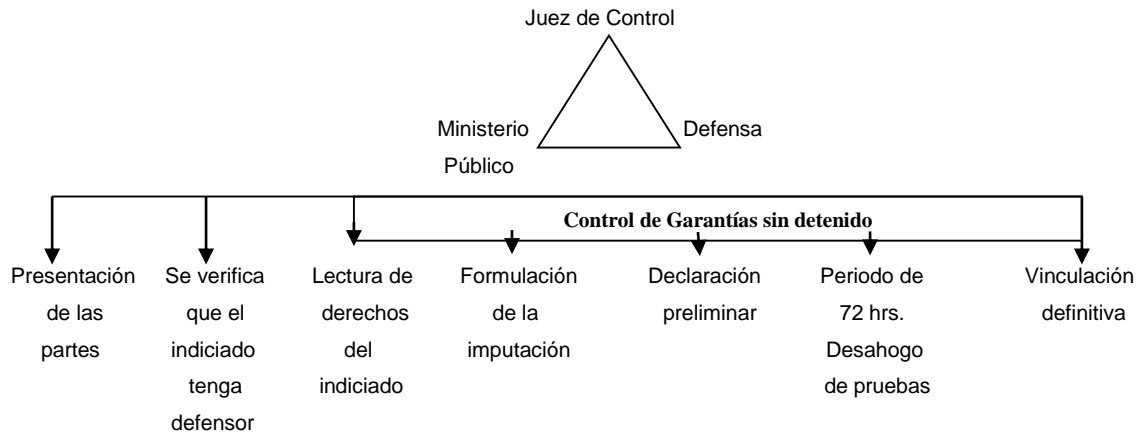 Juez de Control
Ministerio
Público
Defensa
Control de Garantías sin detenido
Presentación
de las
partes
Se verifica
que el
indiciado
tenga
defensor
Lectura de
derechos
del
indiciado
Formulación
de la
imputación
Declaración
preliminar
Periodo de
72 hrs.
Desahogo
de pruebas
Vinculación
definitiva